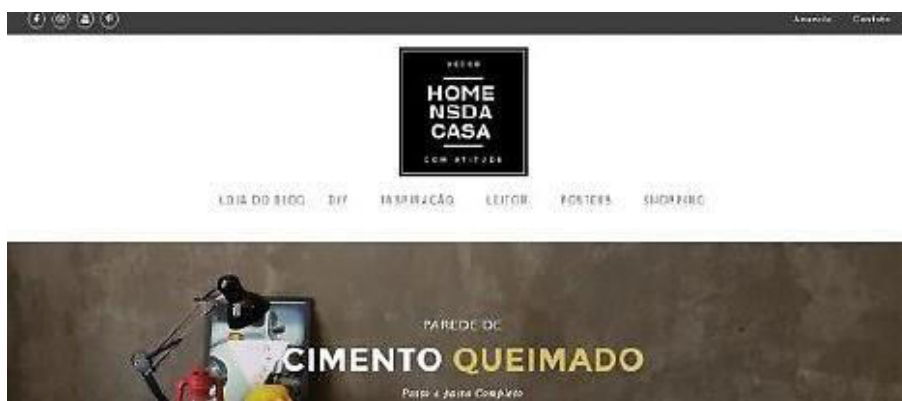 Anuncie Contato
DECOR
HOME
NSDA
CASA
COM ATITUDE
LOJA DO BLOG DIY INSPIRAÇÃO LEITOR POSTERS SHOPPING
PAREDE DE
CIMENTO QUEIMADO
Passo a passo Completo